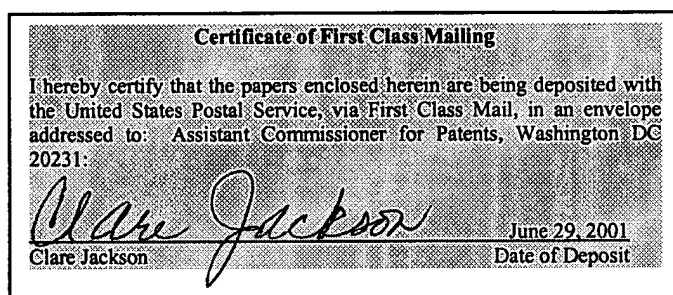 Certificate of First Class Mailing
I hereby certify that the papers enclosed herein are being deposited with
the United States Postal Service, via First Class Mail, in an envelope
addressed to: Assistant Commissioner for Patents, Washington DC
20231:
Clare Jackson
June 29, 2001
Clare Jackson
Date of Deposit